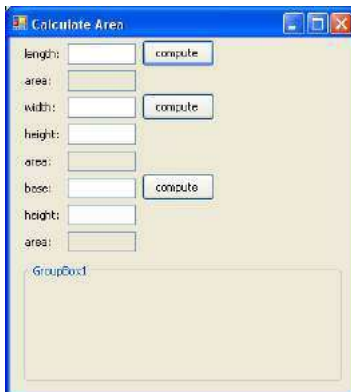 Calculate Area
length: compute
area:
width: compute
height:
area:
base: compute
height:
area:
GroupBox1